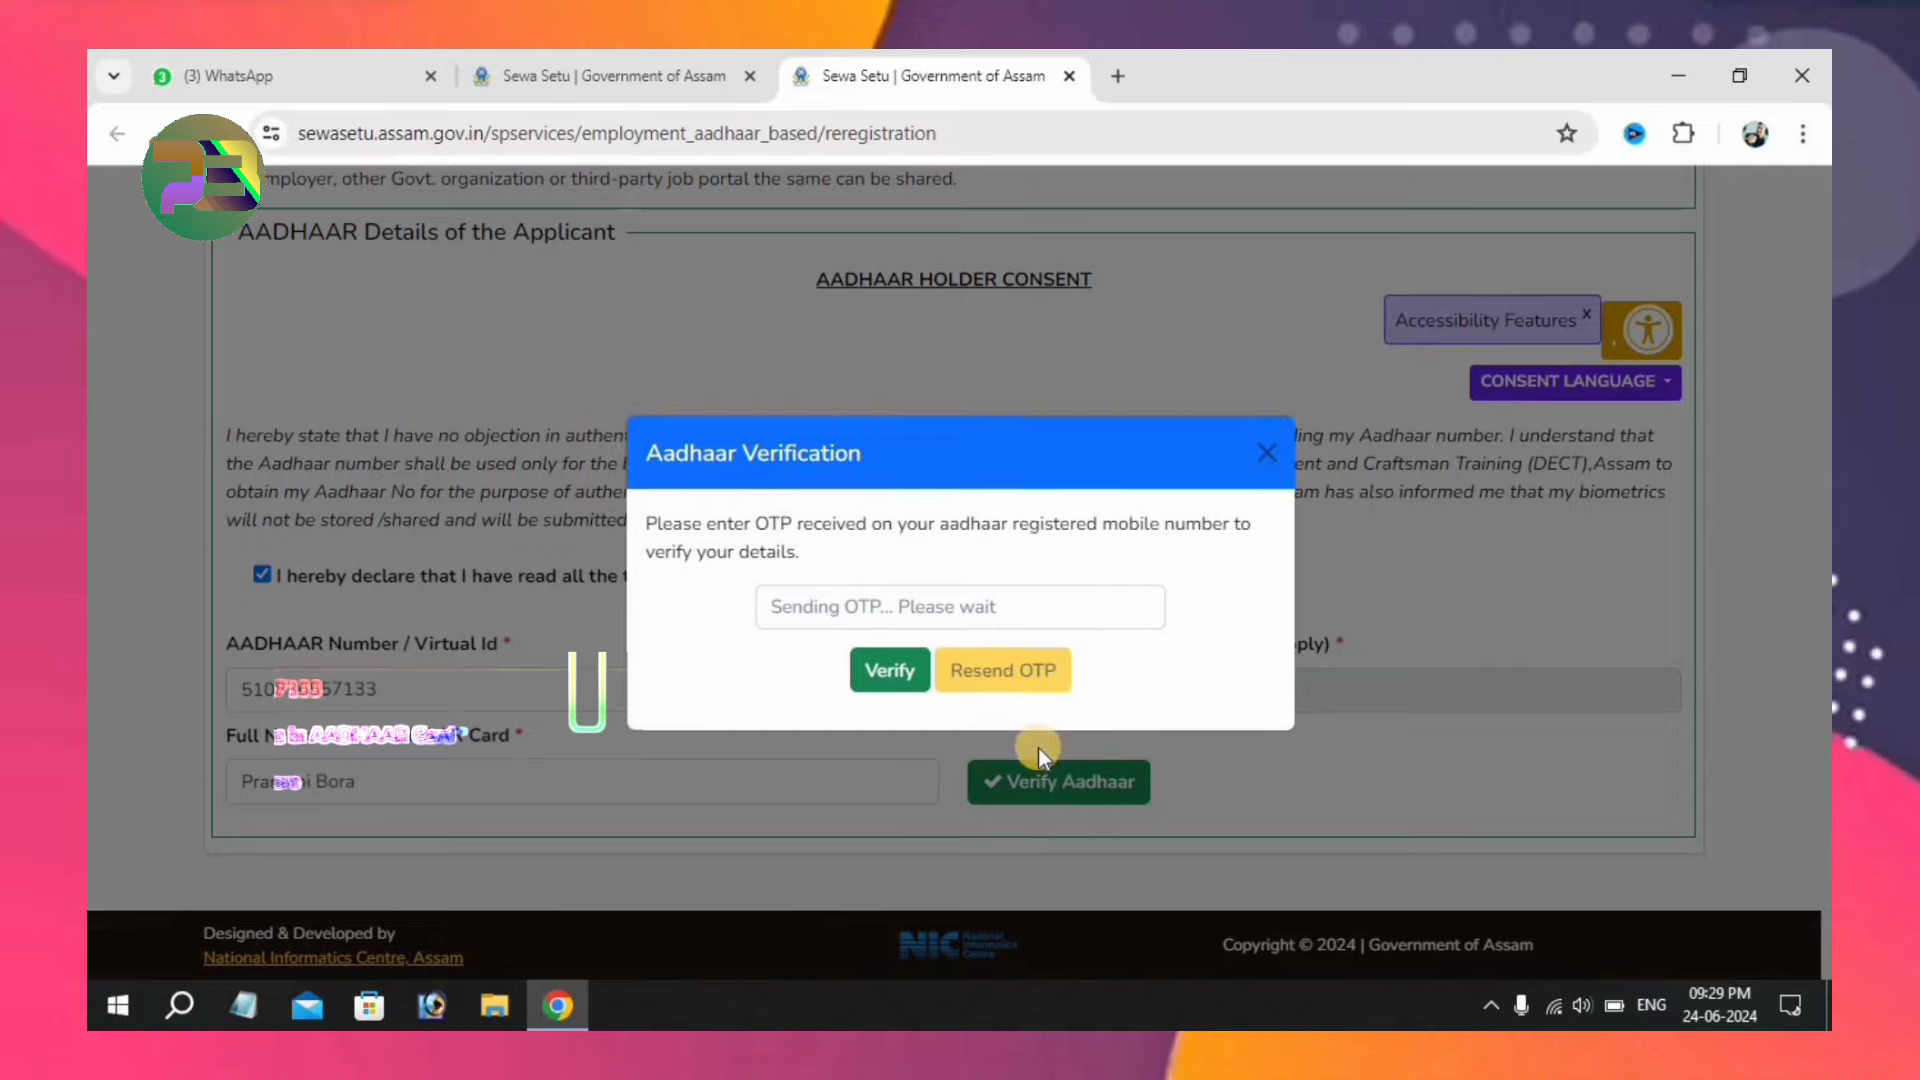 (3) WhatsApp
Sewa Setu | Government of Assam
Sewa Setu | Government of Assam
sewasetu.assam.gov.in/spservices/employment_aadhaar_based/reregistration
mployer, other Govt. organization or third-party job portal the same can be shared.
AADHAAR Details of the Applicant
AADHAAR HOLDER CONSENT
Accessibility Features x
CONSENT LANGUAGE
I hereby state that I have no objection in authent
ling my Aadhaar number. I understand that
the Aadhaar number shall be used only for the
ent and Craftsman Training (DECT),Assam to
obtain my Aadhaar No for the purpose of authe
am has also informed me that my biometrics
will not be stored /shared and will be submitted
I hereby declare that I have read all the
Aadhaar Verification
Please enter OTP received on your aadhaar registered mobile number to
verify your details.
Sending OTP... Please wait
Verify
Resend OTP
AADHAAR Number / Virtual Id *
ply) *
Full
Card *
Bora
Verify Aadhaar
Designed & Developed by
National Informatics Centre, Assam
NIC National
Informatics
Centre
Copyright © 2024 | Government of Assam
ENG
09:29 PM
24-06-2024